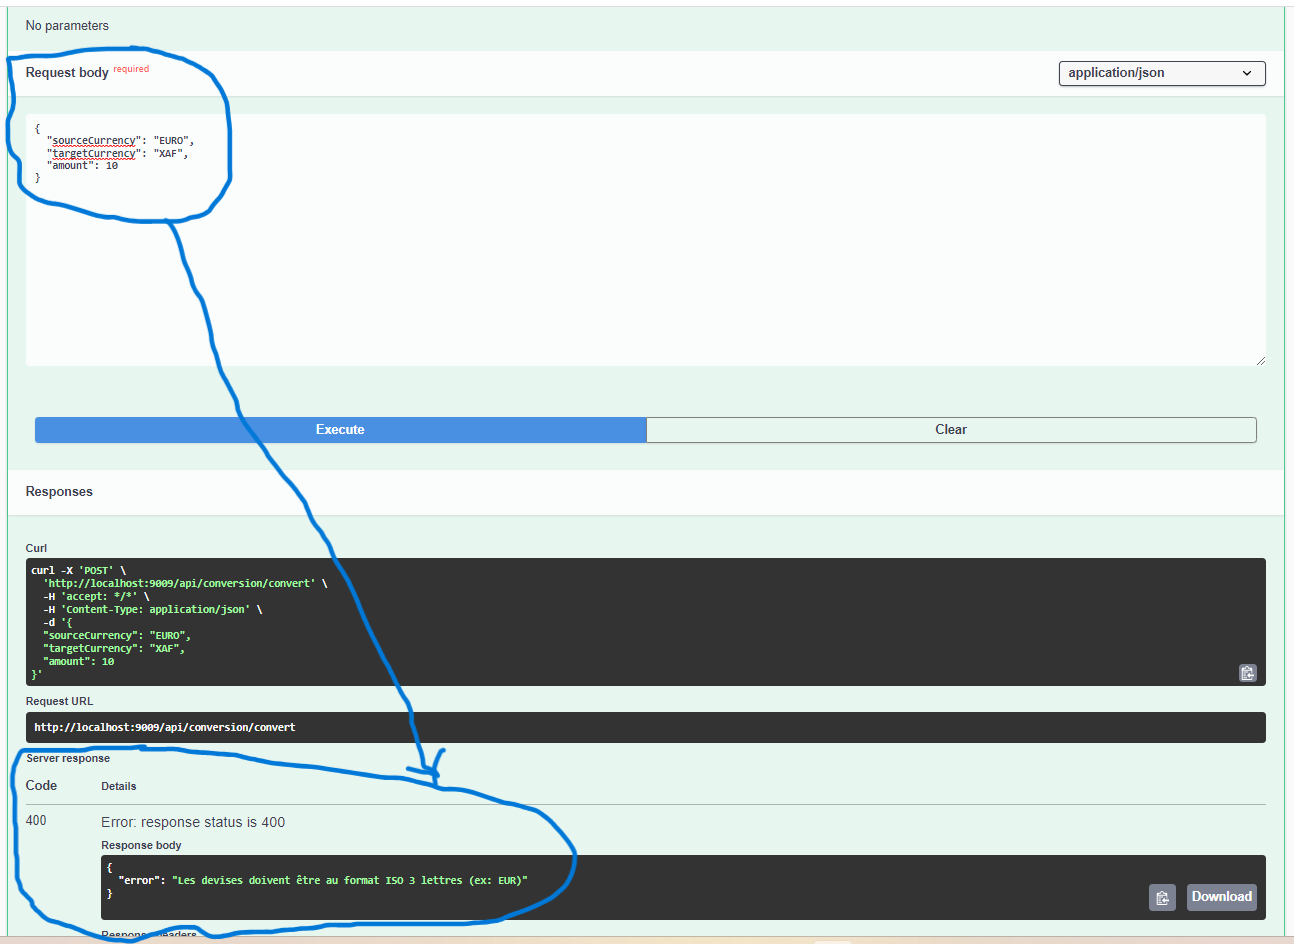 No parameters
Request body required
application/json
{
"sourceCurrency": "EURO",
"targetCurrency": "XAF",
"amount": 10
}
Execute
Clear
Responses
Curl
curl -X 'POST' \
'http://localhost:9009/api/conversion/convert' \
-H 'accept: */*' \
-H 'Content-Type: application/json' \
-d '{
"sourceCurrency": "EURO",
"targetCurrency": "XAF",
"amount": 10
}'
Request URL
http://localhost:9009/api/conversion/convert
Server response
Code
Details
400
Error: response status is 400
Response body
{
"error": "Les devises doivent être au format ISO 3 lettres (ex: EUR)"
}
Download
Response headers